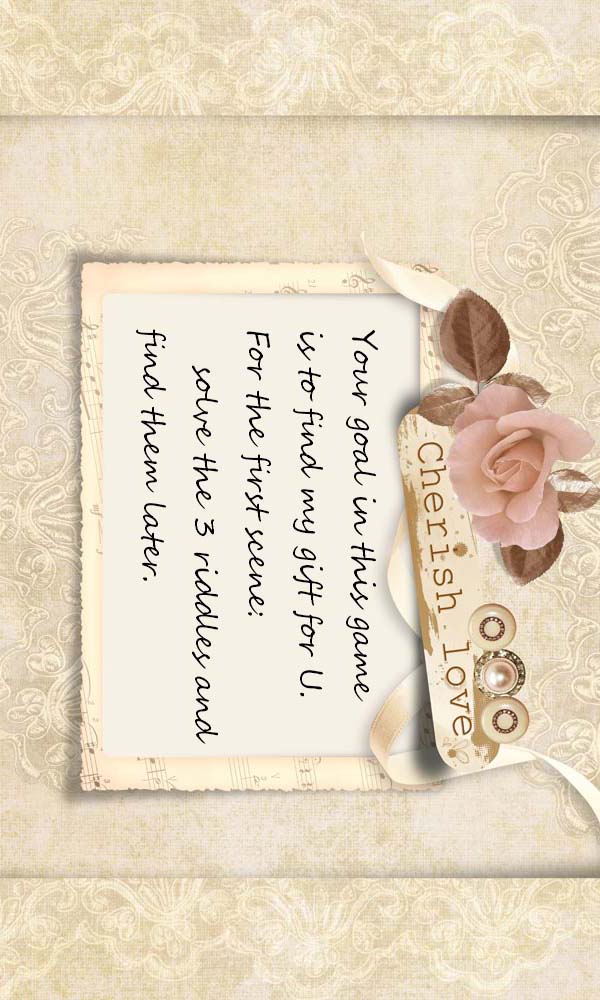 Cherish love
Your goal in this game
is to find my gift for U.
For the first scene:
solve the 3 riddles and
find them later.